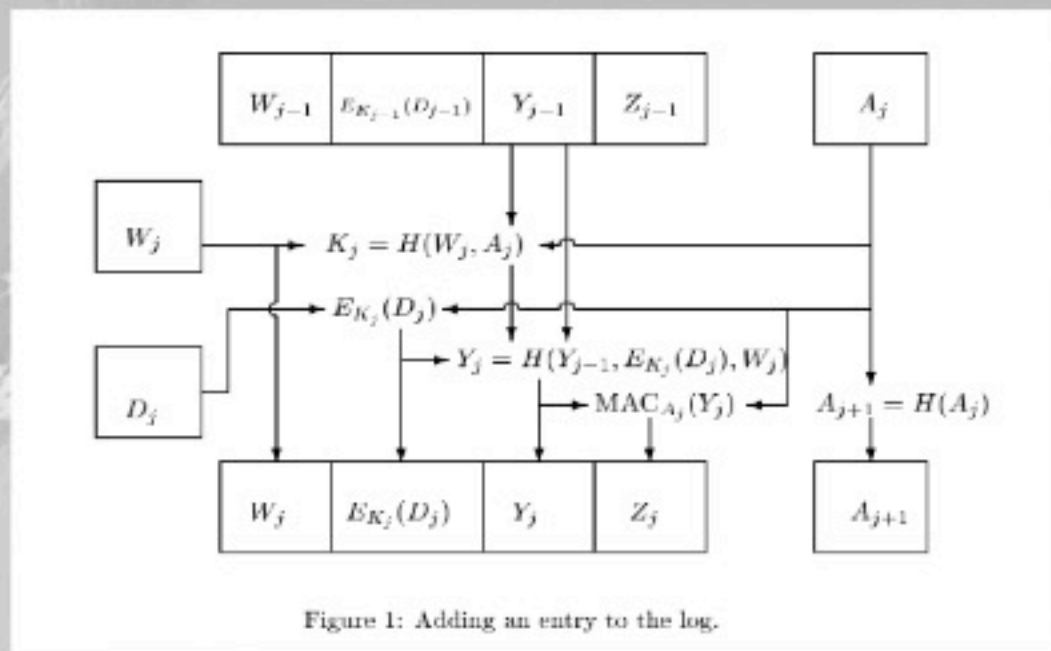 W_{j-1} E_{K_{j-1}}(D_{j-1}) Y_{j-1} Z_{j-1} A_j
W_j
K_j = H(W_j, A_j)
E_{K_j}(D_j)
Y_j = H(Y_{j-1}, E_{K_j}(D_j), W_j)
D_j
MAC_{A_j}(Y_j)
A_{j+1} = H(A_j)
W_j E_{K_j}(D_j) Y_j Z_j A_{j+1}
Figure 1: Adding an entry to the log.